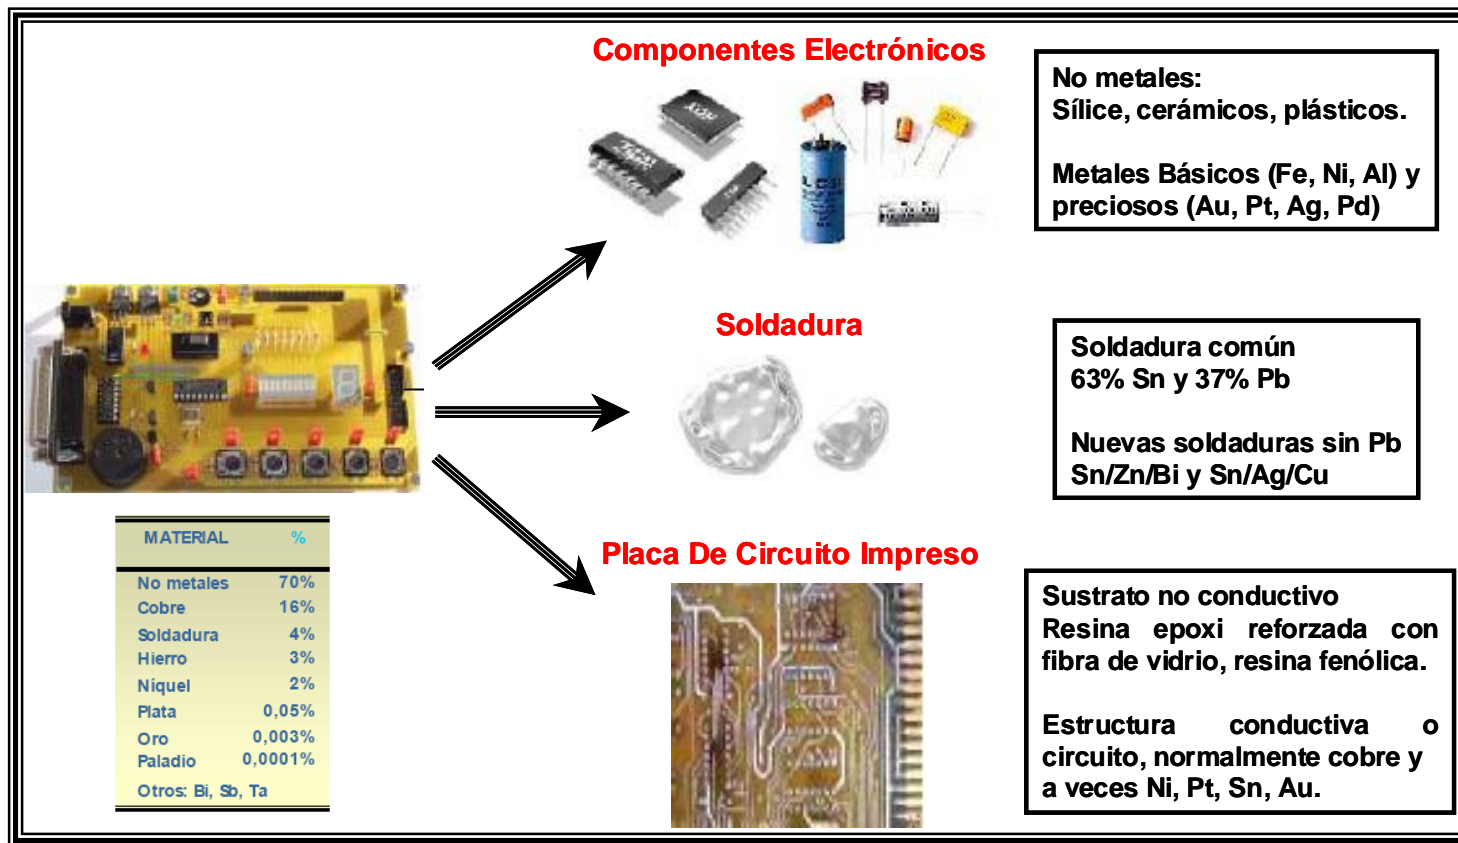 Componentes Electrónicos
No metales:
Sílice, cerámicos, plásticos.
Metales Básicos (Fe, Ni, Al) y
preciosos (Au, Pt, Ag, Pd)
Soldadura
Soldadura común
63% Sn y 37% Pb
Nuevas soldaduras sin Pb
Sn/Zn/Bi y Sn/Ag/Cu
MATERIAL %
No metales 70%
Cobre 16%
Soldadura 4%
Hierro 3%
Níquel 2%
Plata 0,05%
Oro 0,003%
Paladio 0,0001%
Otros: Bi, Sb, Ta
Placa De Circuito Impreso
Sustrato no conductivo
Resina epoxi reforzada con
fibra de vidrio, resina fenólica.
Estructura conductiva o
circuito, normalmente cobre y
a veces Ni, Pt, Sn, Au.